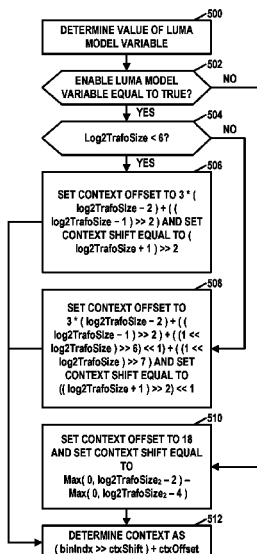 500
DETERMINE VALUE OF LUMA
MODEL VARIABLE
502
ENABLE LUMA MODEL
VARIABLE EQUAL TO TRUE?
NO
YES
504
Log2TrafoSize < 6?
NO
YES
506
SET CONTEXT OFFSET TO 3 * (
log2TrafoSize – 2 ) + ( (
log2TrafoSize – 1 ) >> 2 ) AND SET
CONTEXT SHIFT EQUAL TO (
log2TrafoSize + 1 ) >> 2
508
SET CONTEXT OFFSET TO
3 * ( log2TrafoSize – 2 ) + ( (
log2TrafoSize – 1 ) >> 2 ) + ((1 <<
log2TrafoSize ) >> 6) << 1) + ((1 <<
log2TrafoSize ) >> 7 ) AND SET
CONTEXT SHIFT EQUAL TO
(( log2TrafoSize + 1 ) >> 2) << 1
510
SET CONTEXT OFFSET TO 18
AND SET CONTEXT SHIFT EQUAL
TO
Max( 0, log2TrafoSize₂ – 2 ) –
Max( 0, log2TrafoSize₂ – 4 )
512
DETERMINE CONTEXT AS
( binIndx >> ctxShift ) + ctxOffset